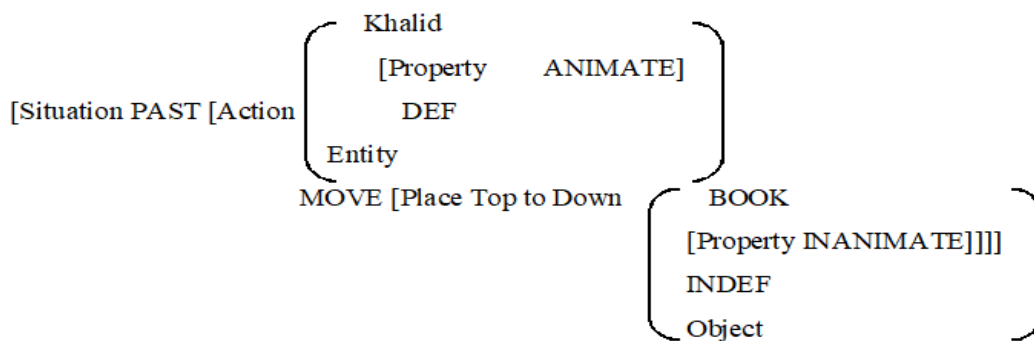 Khalid
[Property ANIMATE]
[Situation PAST [Action DEF
Entity
MOVE [Place Top to Down BOOK
[Property INANIMATE]]]]
INDEF
Object